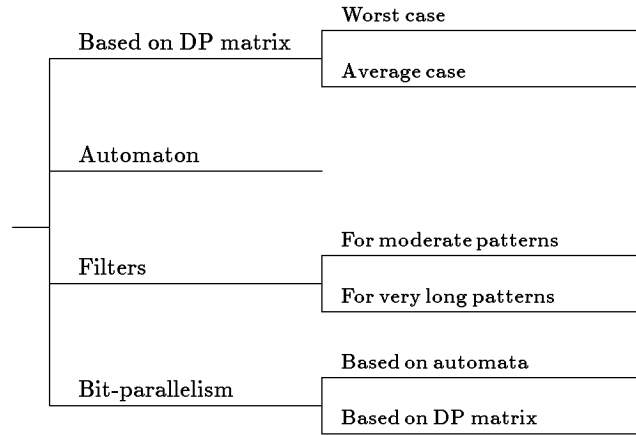 Worst case
Based on DP matrix
Average case
Automaton
For moderate patterns
Filters
For very long patterns
Based on automata
Bit-parallelism
Based on DP matrix